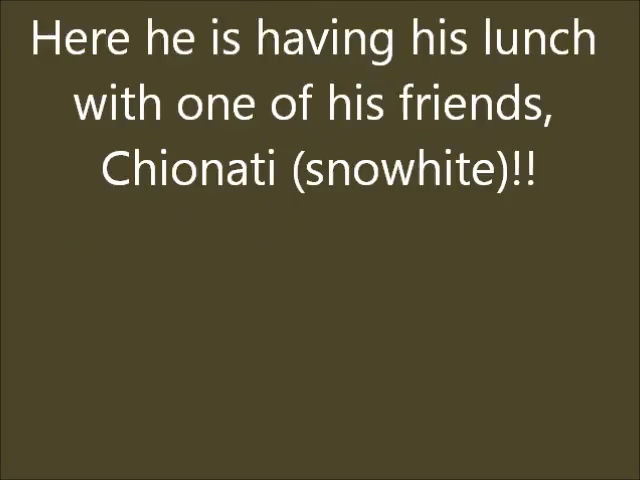 Here he is having his lunch
with one of his friends,
Chionati (snowhite)!!